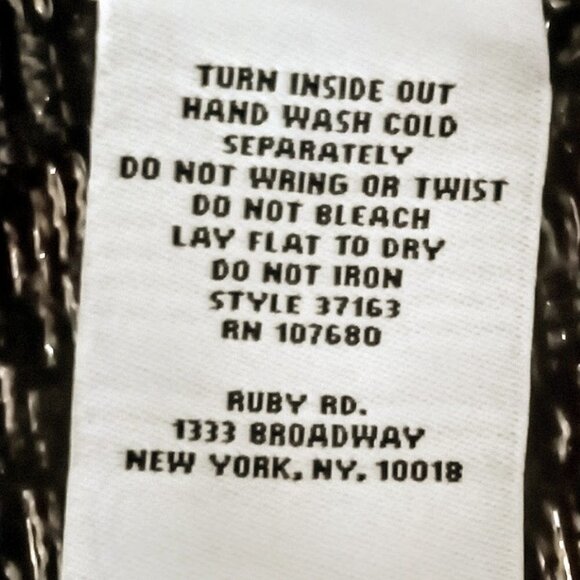 TURN INSIDE OUT
HAND WASH COLD
SEPARATELY
DO NOT WRING OR TWIST
DO NOT BLEACH
LAY FLAT TO DRY
DO NOT IRON
STYLE 37163
RN 107680
RUBY RD.
1333 BROADWAY
NEW YORK, NY. 10018